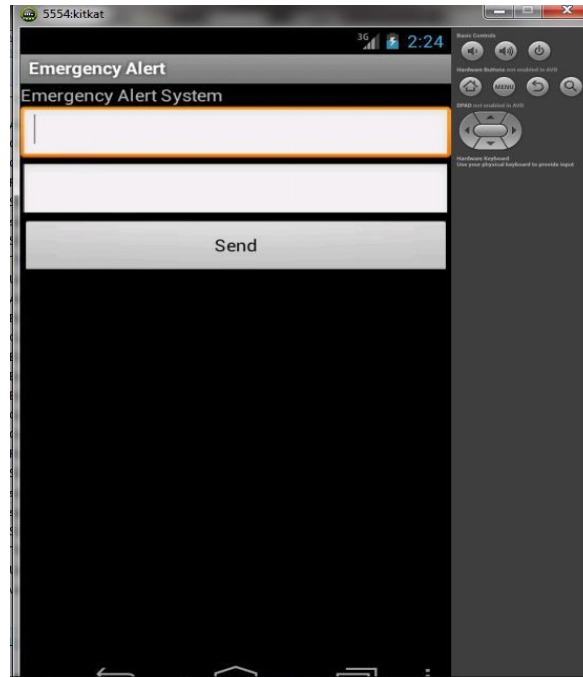 5554:kitkat
3G 2:24
Basic Controls
Emergency Alert
Hardware Buttons not enabled in AVD
MENU
Emergency Alert System
DPAD not enabled in AVD
Hardware Keyboard
Use your physical keyboard to provide input
Send